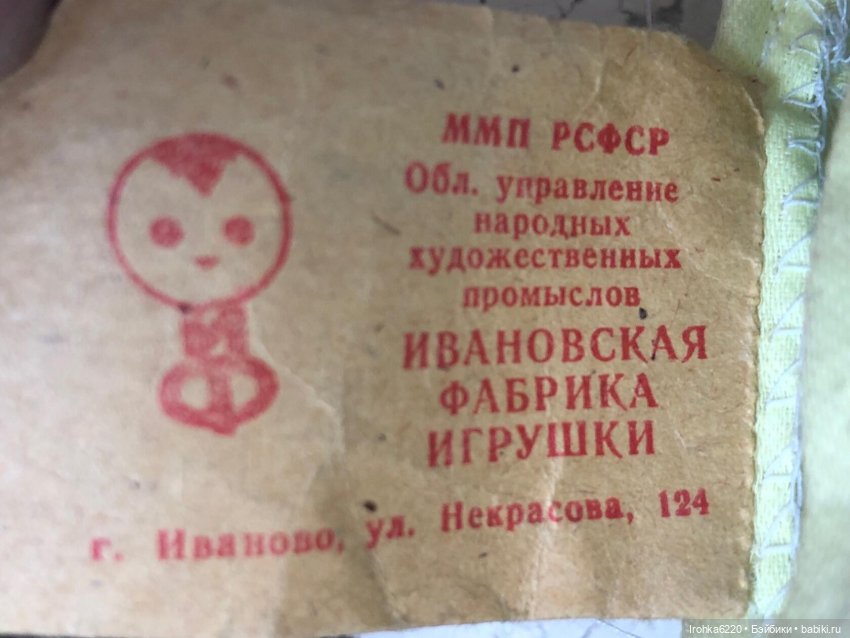 ММП РСФСР
Обл. управление
народных
художественных
промыслов
ИВАНОВСКАЯ
ФАБРИКА
ИГРУШКИ
г. Иваново, ул. Некрасова, 124
Irohka6220 • Бэйбики • babiki.ru